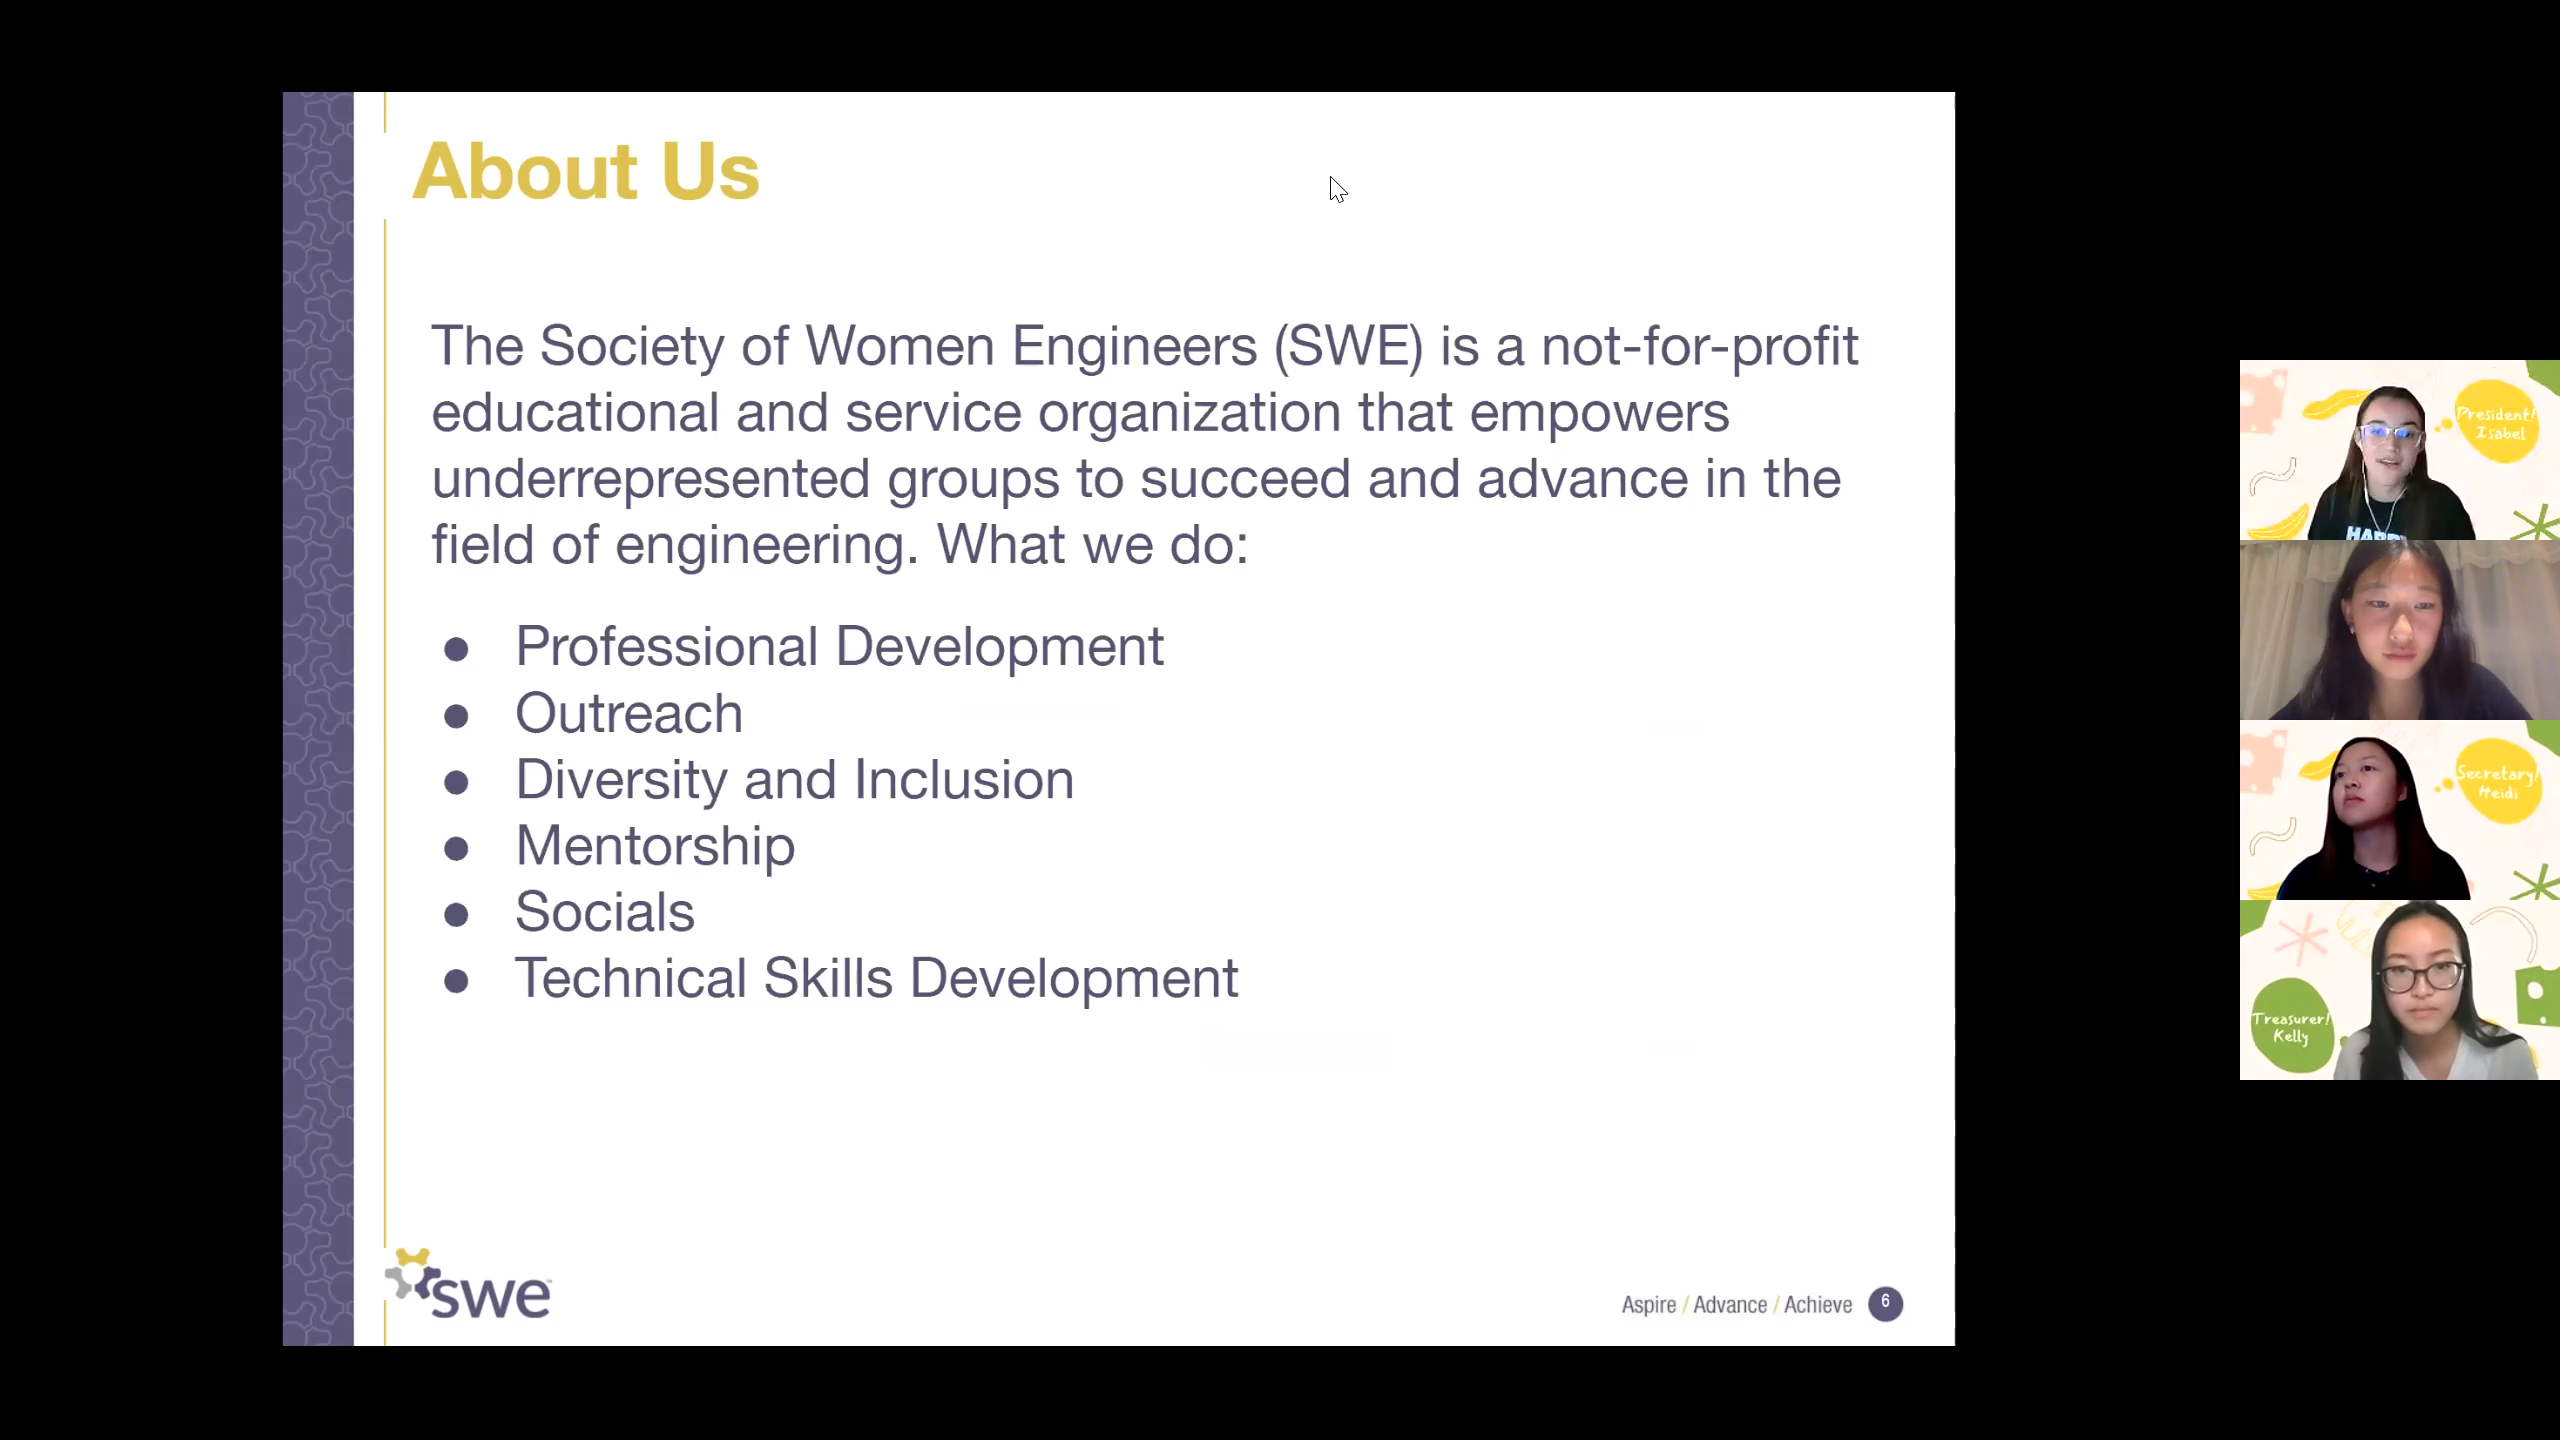 About Us
The Society of Women Engineers (SWE) is a not-for-profit
educational and service organization that empowers
underrepresented groups to succeed and advance in the
field of engineering. What we do:
● Professional Development
● Outreach
● Diversity and Inclusion
● Mentorship
● Socials
● Technical Skills Development
swe
Aspire / Advance / Achieve 6
President!
Isabel
Secretary!
Heidi
Treasurer!
Kelly